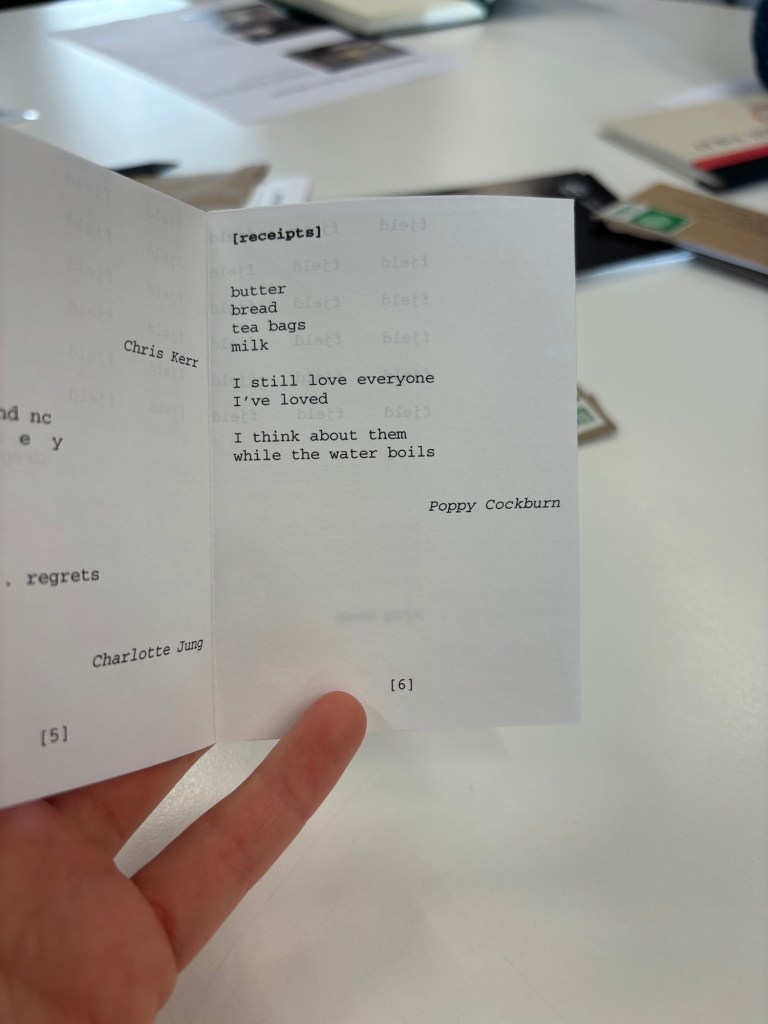 Chris Kerr
nc
e y
. regrets
Charlotte Jung
[5]
[receipts]
butter
bread
tea bags
milk
I still love everyone
I've loved
I think about them
while the water boils
Poppy Cockburn
[6]